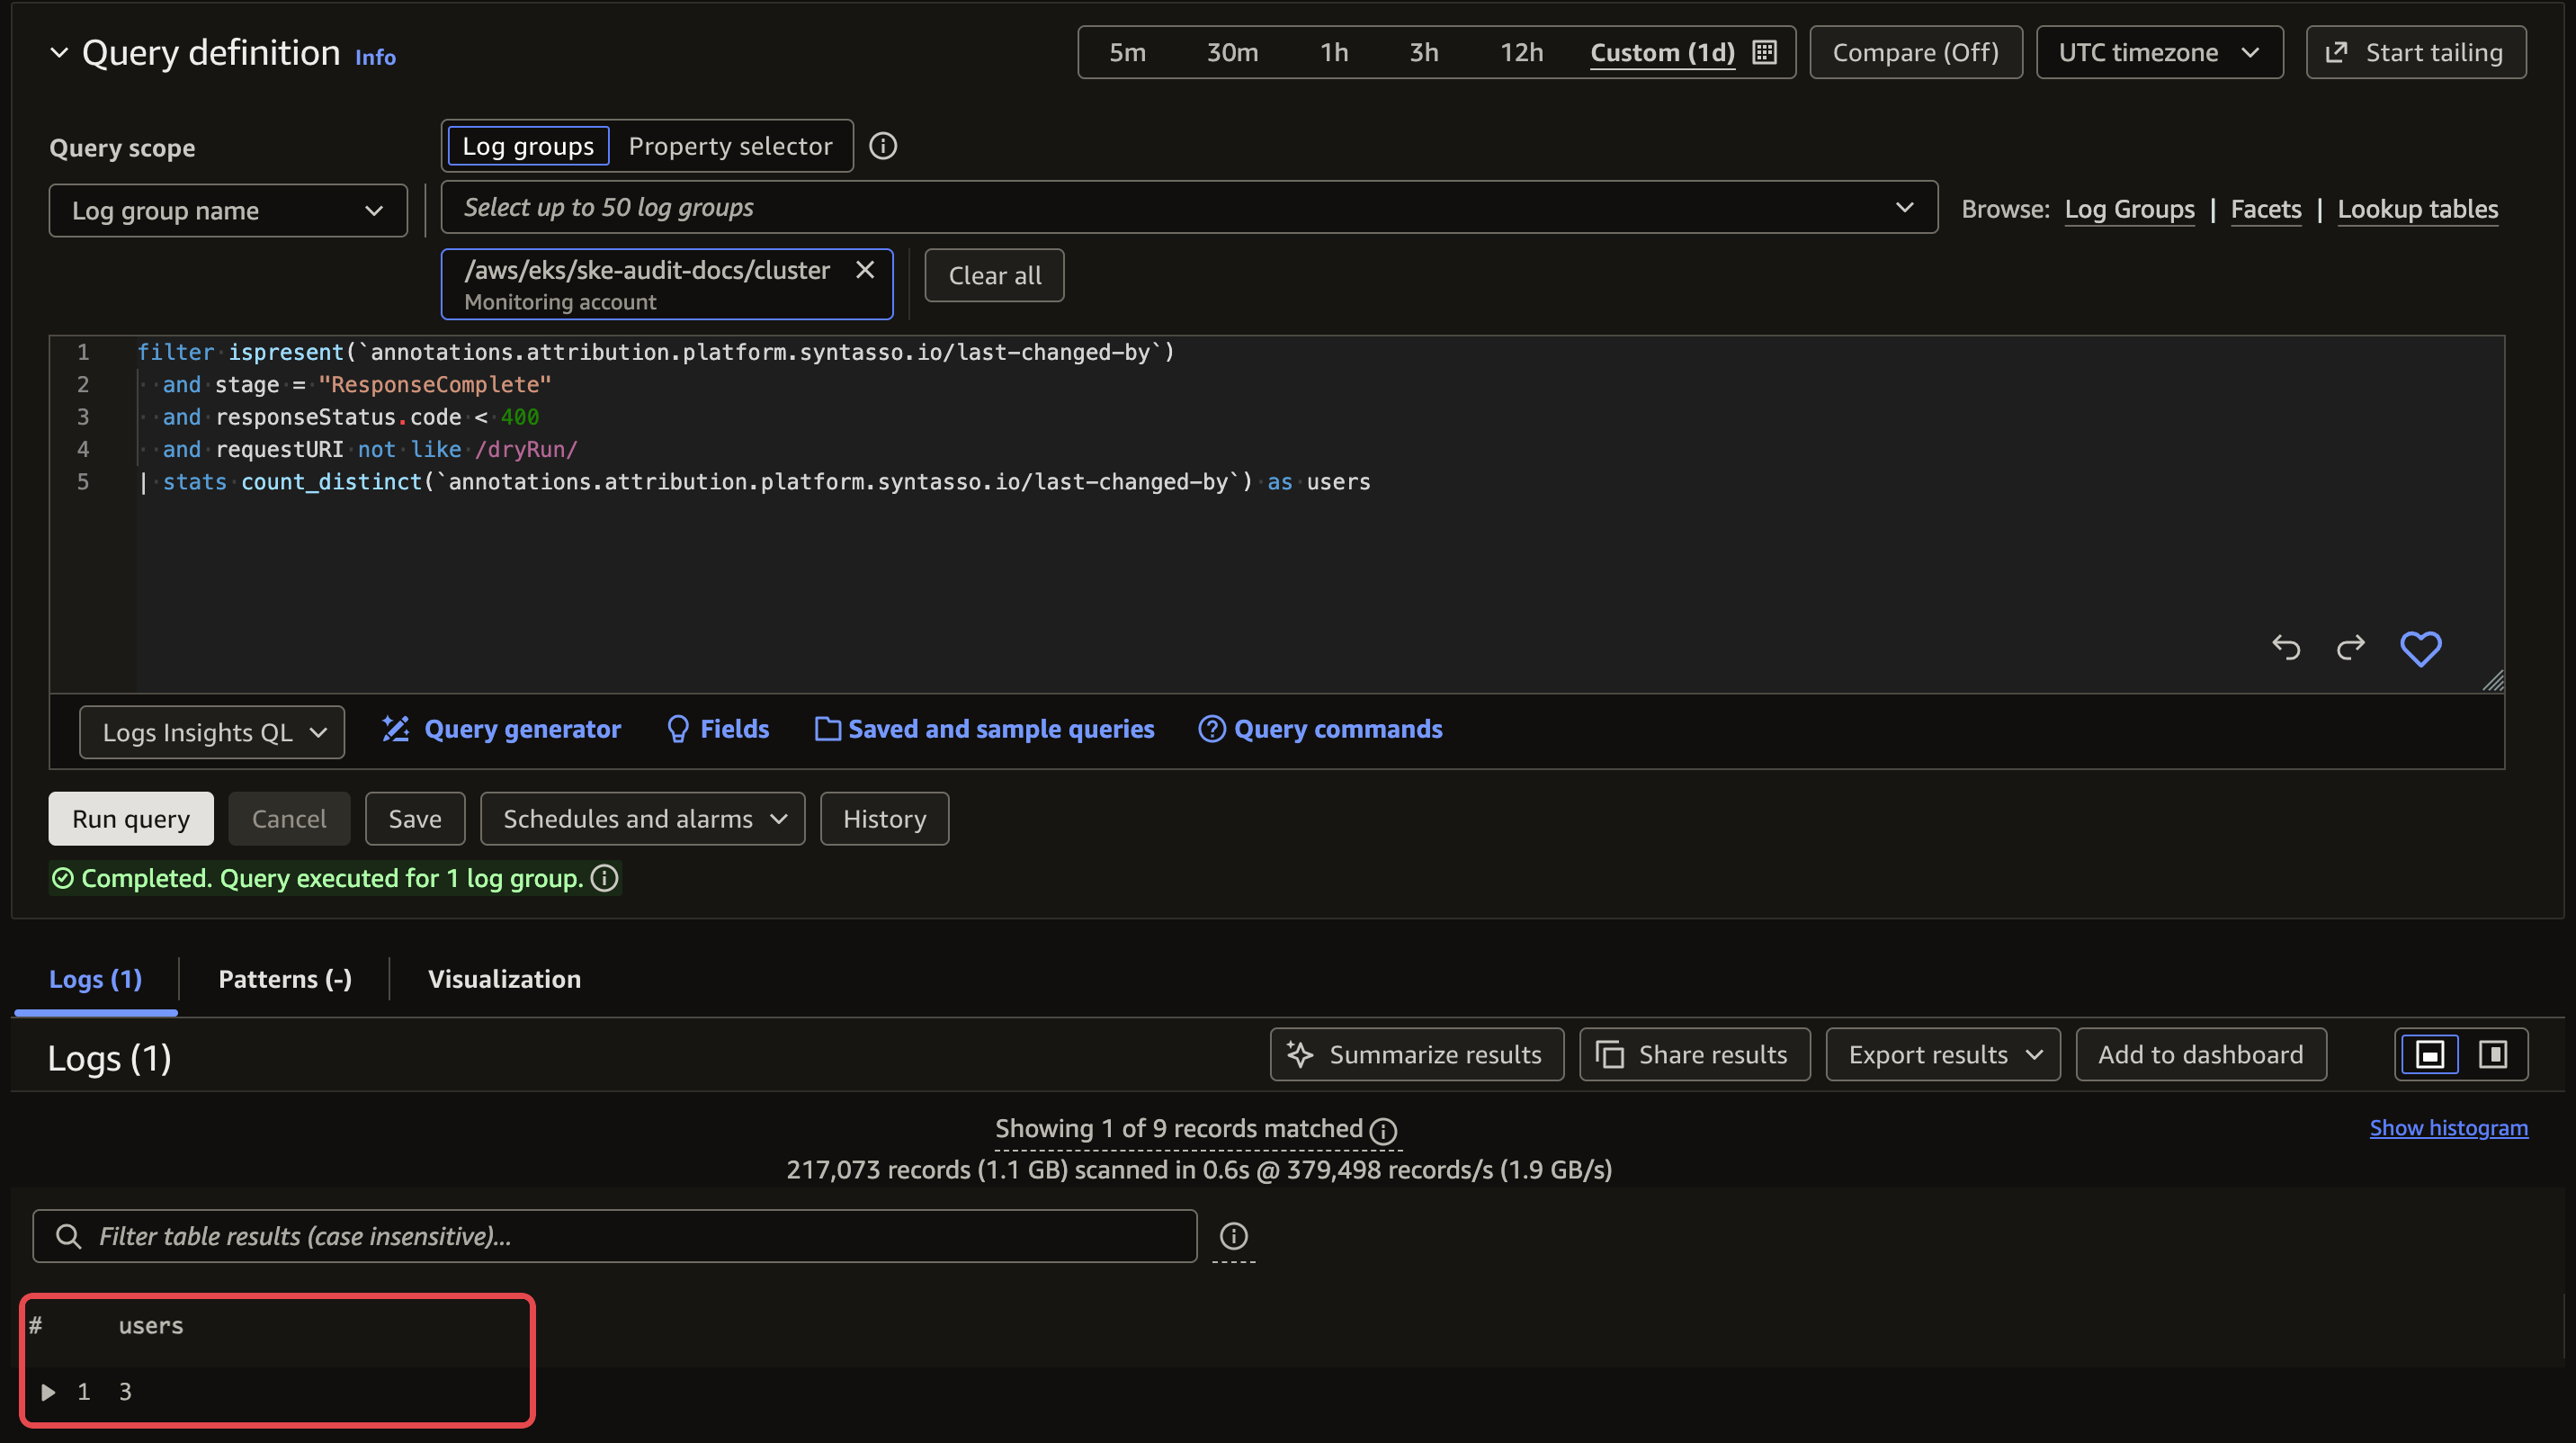 Query definition Info
5m 30m 1h 3h 12h Custom (1d) Compare (Off) UTC timezone Start tailing
Query scope
Log groups Property selector
Log group name
Select up to 50 log groups
Browse: Log Groups | Facets | Lookup tables
/aws/eks/ske-audit-docs/cluster
Monitoring account
Clear all
1 filter ispresent(`annotations.attribution.platform.syntasso.io/last-changed-by`)
2 and stage = "ResponseComplete"
3 and responseStatus.code < 400
4 and requestURI not like /dryRun/
5 | stats count_distinct(`annotations.attribution.platform.syntasso.io/last-changed-by`) as users
Logs Insights QL Query generator Fields Saved and sample queries Query commands
Run query Cancel Save Schedules and alarms History
Completed. Query executed for 1 log group.
Logs (1) Patterns (-) Visualization
Logs (1)
Summarize results Share results Export results Add to dashboard
Showing 1 of 9 records matched
Show histogram
217,073 records (1.1 GB) scanned in 0.6s @ 379,498 records/s (1.9 GB/s)
Filter table results (case insensitive)...
# users
1 3